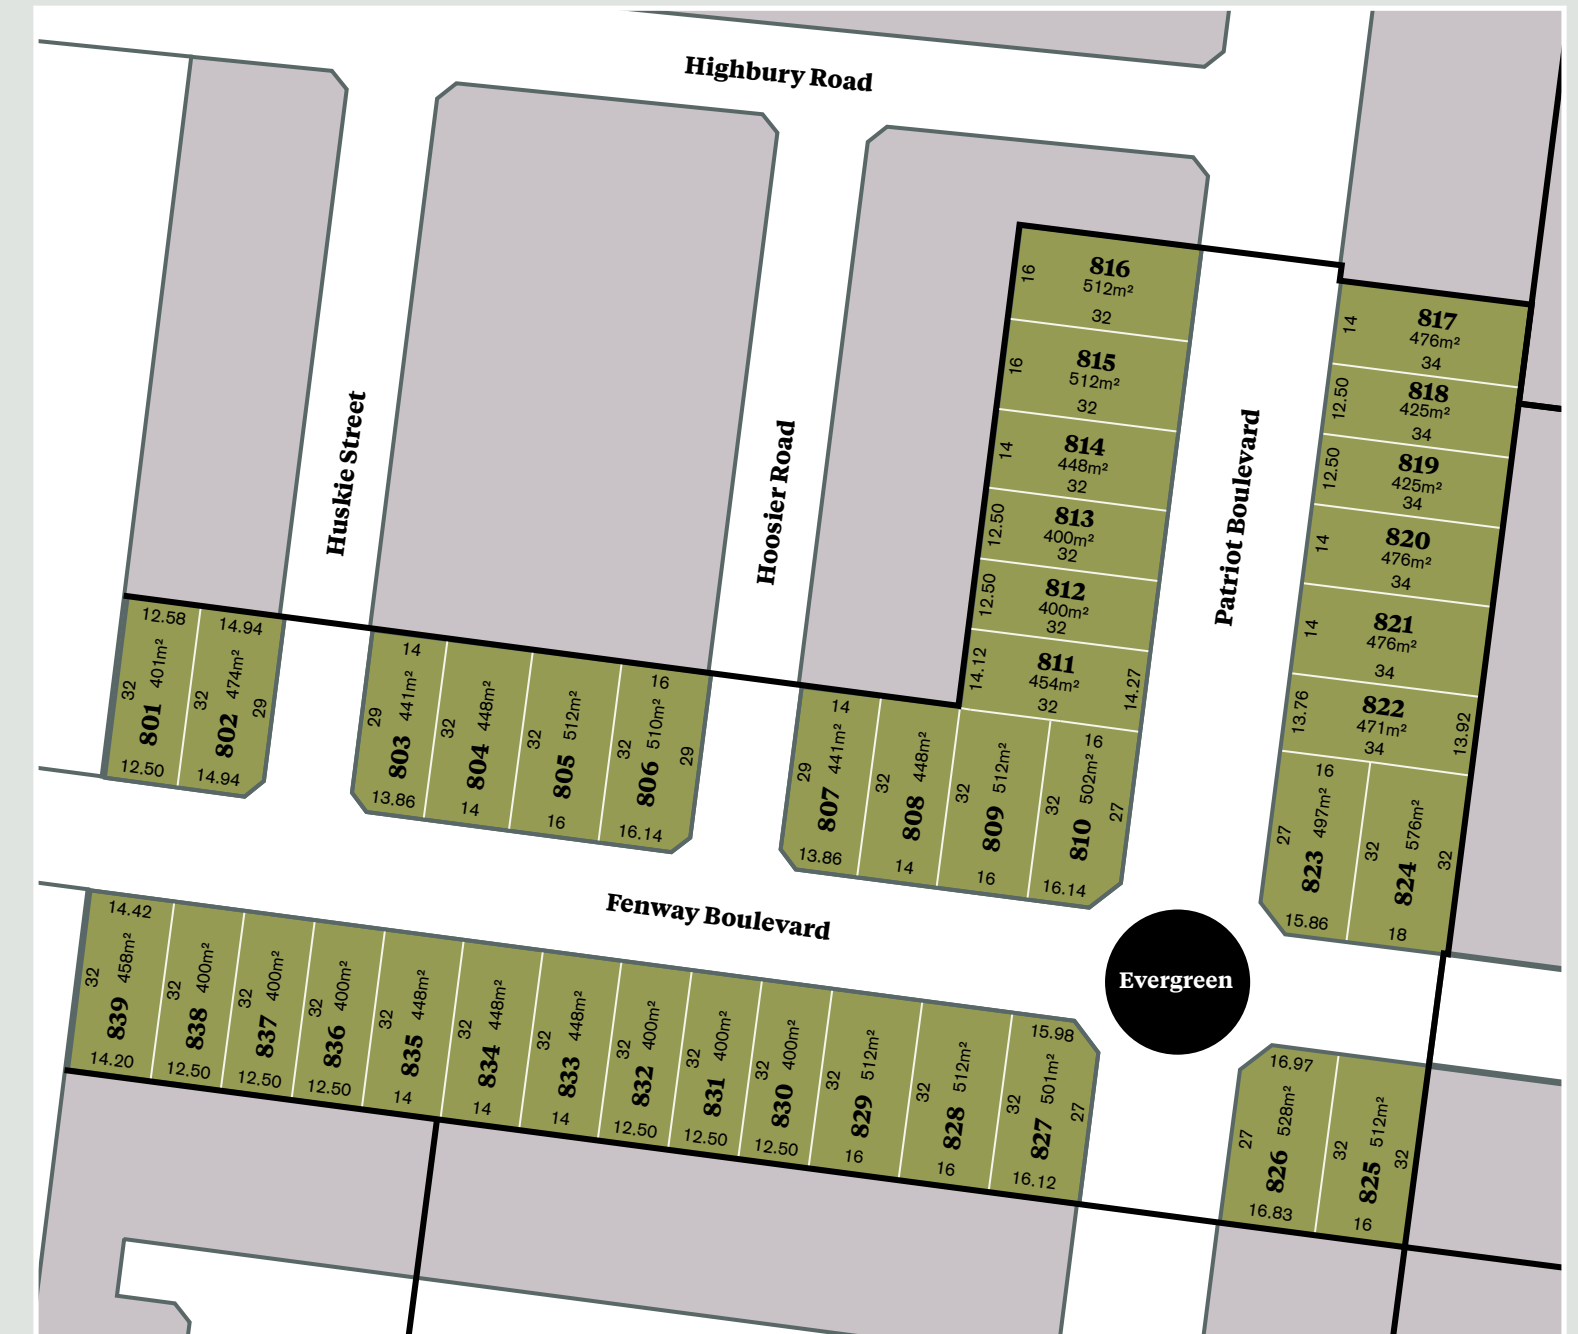 Highbury Road
Huskie Street
Hoosier Road
Patriot Boulevard
Fenway Boulevard
Evergreen
816
512m²
16
32
815
512m²
16
32
814
448m²
14
32
813
400m²
12.50
32
812
400m²
12.50
32
811
454m²
14.12
14.27
32
817
476m²
14
34
818
425m²
12.50
34
819
425m²
12.50
34
820
476m²
14
34
821
476m²
14
34
822
471m²
13.76
13.92
34
12.58
32
801 401m²
12.50
14.94
32
802 474m²
29
14.94
14
29
803 441m²
13.86
32
804 448m²
14
32
805 512m²
16
16
32
806 510m²
29
16.14
14
29
807 441m²
13.86
32
808 448m²
14
32
809 512m²
16
16
32
810 502m²
27
16.14
16
27
823 497m²
15.86
32
824 576m²
32
18
14.42
32
839 458m²
14.20
32
838 400m²
12.50
32
837 400m²
12.50
32
836 400m²
12.50
32
835 448m²
14
32
834 448m²
14
32
833 448m²
14
32
832 400m²
12.50
32
831 400m²
12.50
32
830 400m²
12.50
32
829 512m²
16
32
828 512m²
16
15.98
32
827 501m²
27
16.12
16.97
27
826 528m²
16.83
32
825 512m²
32
16